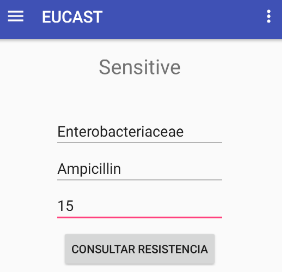 EUCAST
Sensitive
Enterobacteriaceae
Ampicillin
15
CONSULTAR RESISTENCIA